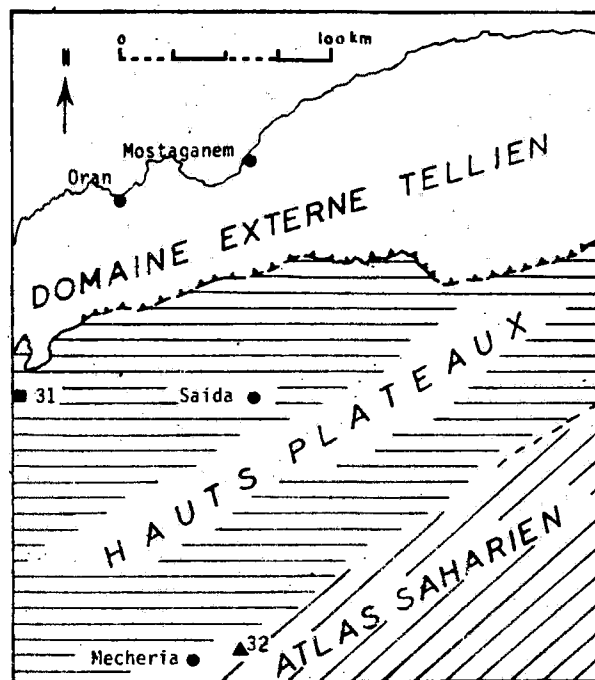 0 100 km
N
Mostaganem
Oran
DOMAINE EXTERNE TELLIEN
31
Saida
HAUTS PLATEAUX
ATLAS SAHARIEN
32
Mecheria